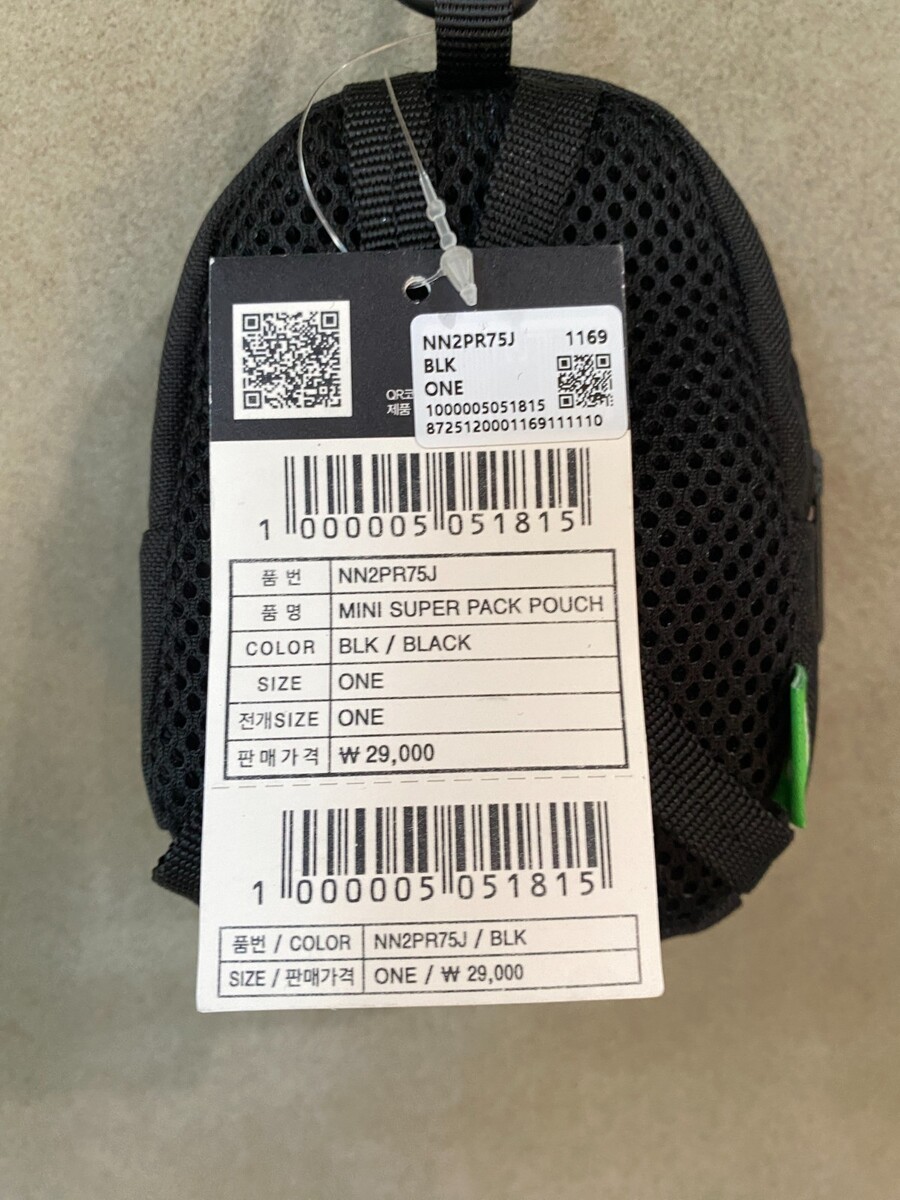 NN2PR75J 1169
BLK
ONE
1000005051815
8725120001169111110
QR코
제품
1 000005 051815
품 번 NN2PR75J
품 명 MINI SUPER PACK POUCH
COLOR BLK / BLACK
SIZE ONE
전개SIZE ONE
판매가격 ₩ 29,000
1 000005 051815
품번 / COLOR NN2PR75J / BLK
SIZE / 판매가격 ONE / ₩ 29,000